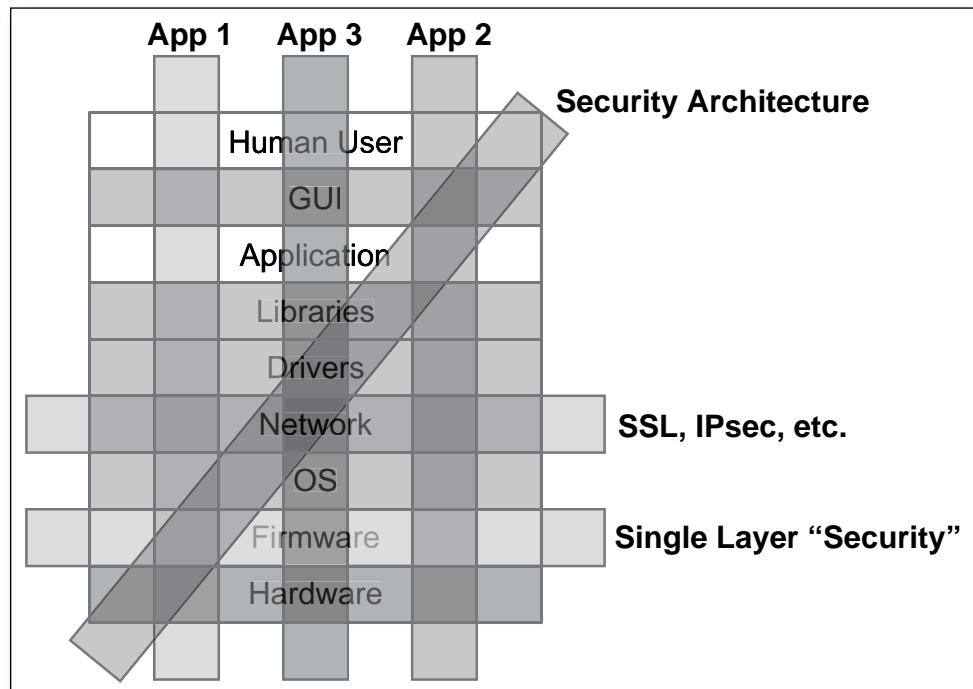 App 1 App 3 App 2
Security Architecture
Human User
GUI
Application
Libraries
Drivers
Network
SSL, IPsec, etc.
OS
Firmware
Single Layer “Security”
Hardware